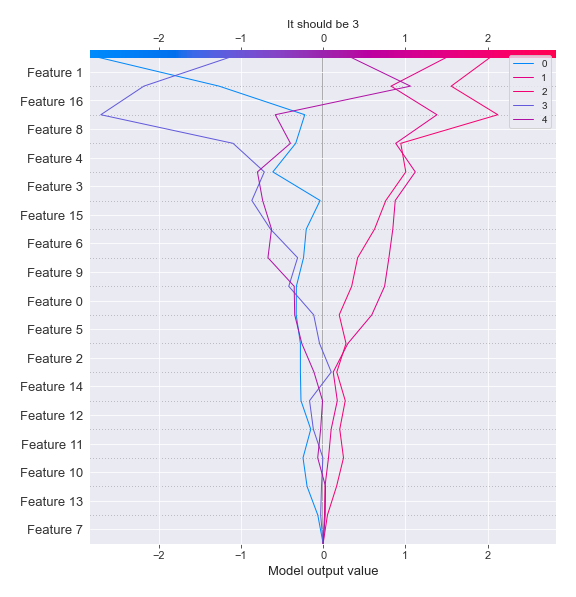 It should be 3
−2 −1 0 1 2
0
1
2
3
4
Feature 1
Feature 16
Feature 8
Feature 4
Feature 3
Feature 15
Feature 6
Feature 9
Feature 0
Feature 5
Feature 2
Feature 14
Feature 12
Feature 11
Feature 10
Feature 13
Feature 7
−2 −1 0 1 2
Model output value